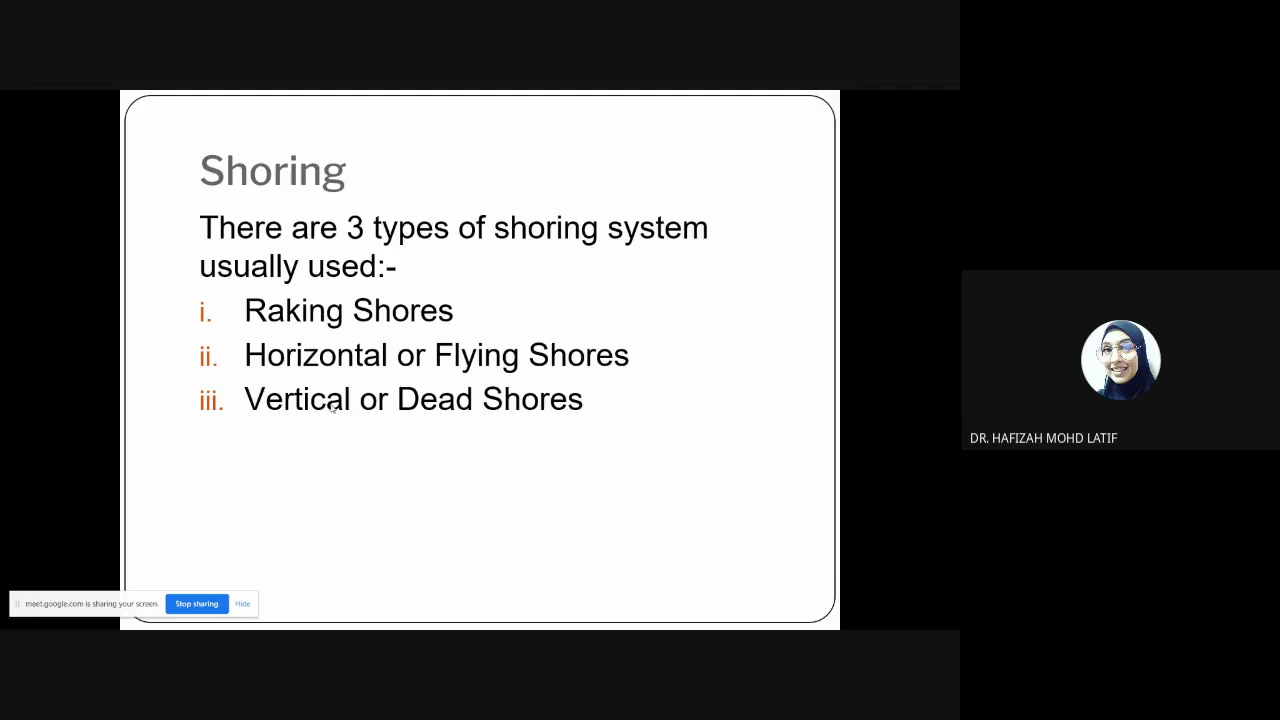 Shoring
There are 3 types of shoring system
usually used:-
i. Raking Shores
ii. Horizontal or Flying Shores
iii. Vertical or Dead Shores
DR. HAFIZAH MOHD LATIF
meet.google.com is sharing your screen. Stop sharing Hide